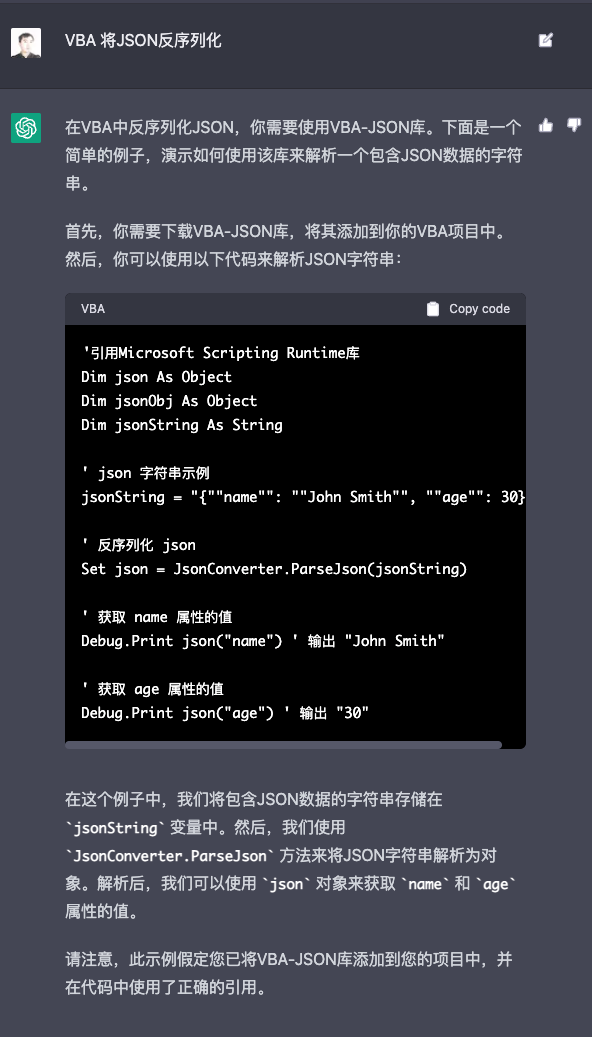 VBA 将JSON反序列化
在VBA中反序列化JSON，你需要使用VBA-JSON库。下面是一个
简单的例子，演示如何使用该库来解析一个包含JSON数据的字符
串。
首先，你需要下载VBA-JSON库，将其添加到你的VBA项目中。
然后，你可以使用以下代码来解析JSON字符串：
VBA Copy code
'引用Microsoft Scripting Runtime库
Dim json As Object
Dim jsonObj As Object
Dim jsonString As String
' json 字符串示例
jsonString = "{""name"": ""John Smith"", ""age"": 30}
' 反序列化 json
Set json = JsonConverter.ParseJson(jsonString)
' 获取 name 属性的值
Debug.Print json("name") ' 输出 "John Smith"
' 获取 age 属性的值
Debug.Print json("age") ' 输出 "30"
在这个例子中，我们将包含JSON数据的字符串存储在
`jsonString` 变量中。然后，我们使用
`JsonConverter.ParseJson` 方法来将JSON字符串解析为对
象。解析后，我们可以使用 `json` 对象来获取 `name` 和 `age`
属性的值。
请注意，此示例假定您已将VBA-JSON库添加到您的项目中，并
在代码中使用了正确的引用。